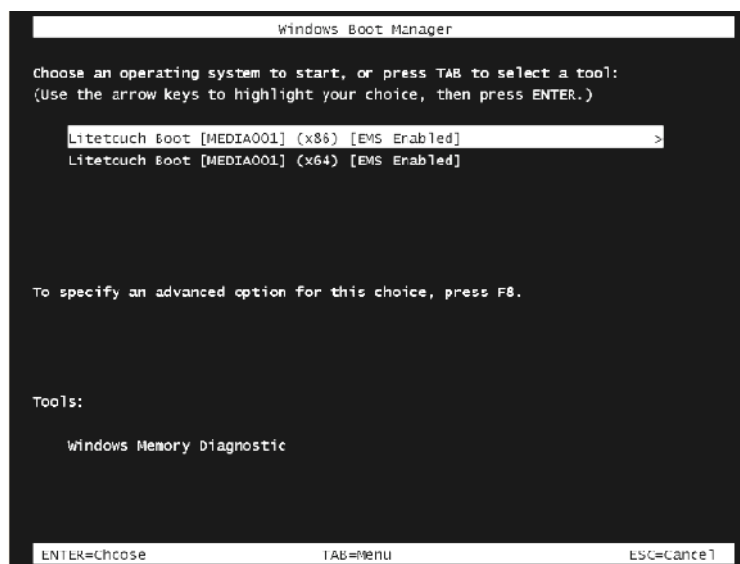 Windows Boot Manager
Choose an operating system to start, or press TAB to select a tool:
(Use the arrow keys to highlight your choice, then press ENTER.)
Litetouch Boot [MEDIA001] (x86) [EMS Enabled] >
Litetouch Boot [MEDIA001] (x64) [EMS Enabled]
To specify an advanced option for this choice, press F8.
Tools:
Windows Memory Diagnostic
ENTER=Choose TAB=Menu ESC=Cancel